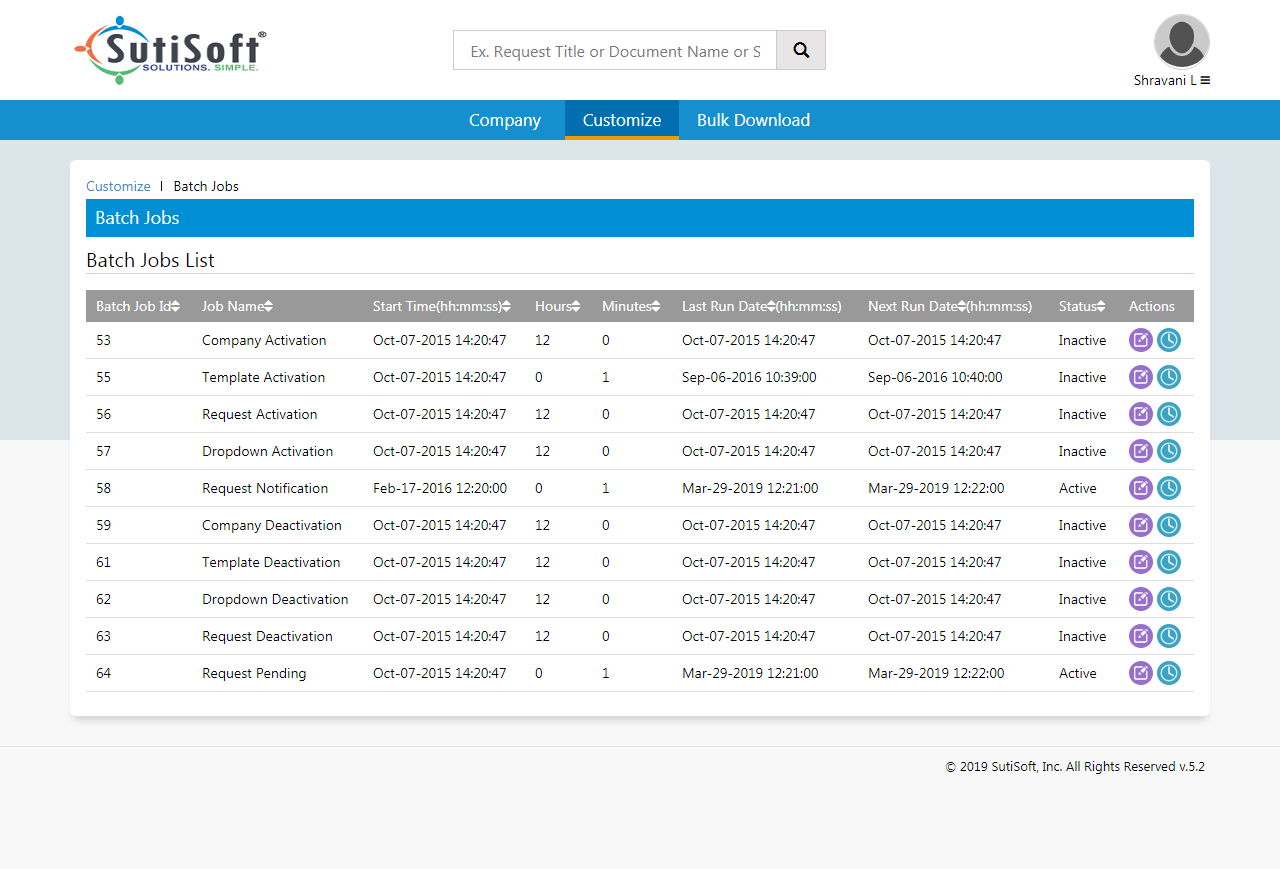 SutiSoft®
SOLUTIONS. SIMPLE.
Ex. Request Title or Document Name or S
Shravani L
Company Customize Bulk Download
Customize | Batch Jobs
Batch Jobs
Batch Jobs List
Batch Job Id Job Name Start Time(hh:mm:ss) Hours Minutes Last Run Date(hh:mm:ss) Next Run Date(hh:mm:ss) Status Actions
53 Company Activation Oct-07-2015 14:20:47 12 0 Oct-07-2015 14:20:47 Oct-07-2015 14:20:47 Inactive
55 Template Activation Oct-07-2015 14:20:47 0 1 Sep-06-2016 10:39:00 Sep-06-2016 10:40:00 Inactive
56 Request Activation Oct-07-2015 14:20:47 12 0 Oct-07-2015 14:20:47 Oct-07-2015 14:20:47 Inactive
57 Dropdown Activation Oct-07-2015 14:20:47 12 0 Oct-07-2015 14:20:47 Oct-07-2015 14:20:47 Inactive
58 Request Notification Feb-17-2016 12:20:00 0 1 Mar-29-2019 12:21:00 Mar-29-2019 12:22:00 Active
59 Company Deactivation Oct-07-2015 14:20:47 12 0 Oct-07-2015 14:20:47 Oct-07-2015 14:20:47 Inactive
61 Template Deactivation Oct-07-2015 14:20:47 12 0 Oct-07-2015 14:20:47 Oct-07-2015 14:20:47 Inactive
62 Dropdown Deactivation Oct-07-2015 14:20:47 12 0 Oct-07-2015 14:20:47 Oct-07-2015 14:20:47 Inactive
63 Request Deactivation Oct-07-2015 14:20:47 12 0 Oct-07-2015 14:20:47 Oct-07-2015 14:20:47 Inactive
64 Request Pending Oct-07-2015 14:20:47 0 1 Mar-29-2019 12:21:00 Mar-29-2019 12:22:00 Active
© 2019 SutiSoft, Inc. All Rights Reserved v.5.2